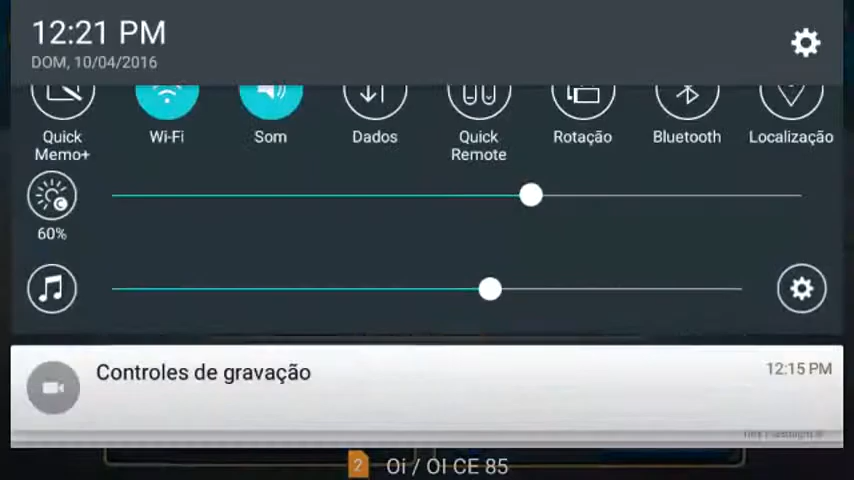 12:21 PM
DOM, 10/04/2016
Quick Memo+
Wi-Fi
Som
Dados
Quick Remote
Rotação
Bluetooth
Localização
60%
Controles de gravação
12:15 PM
2
Oi / OI CE 85